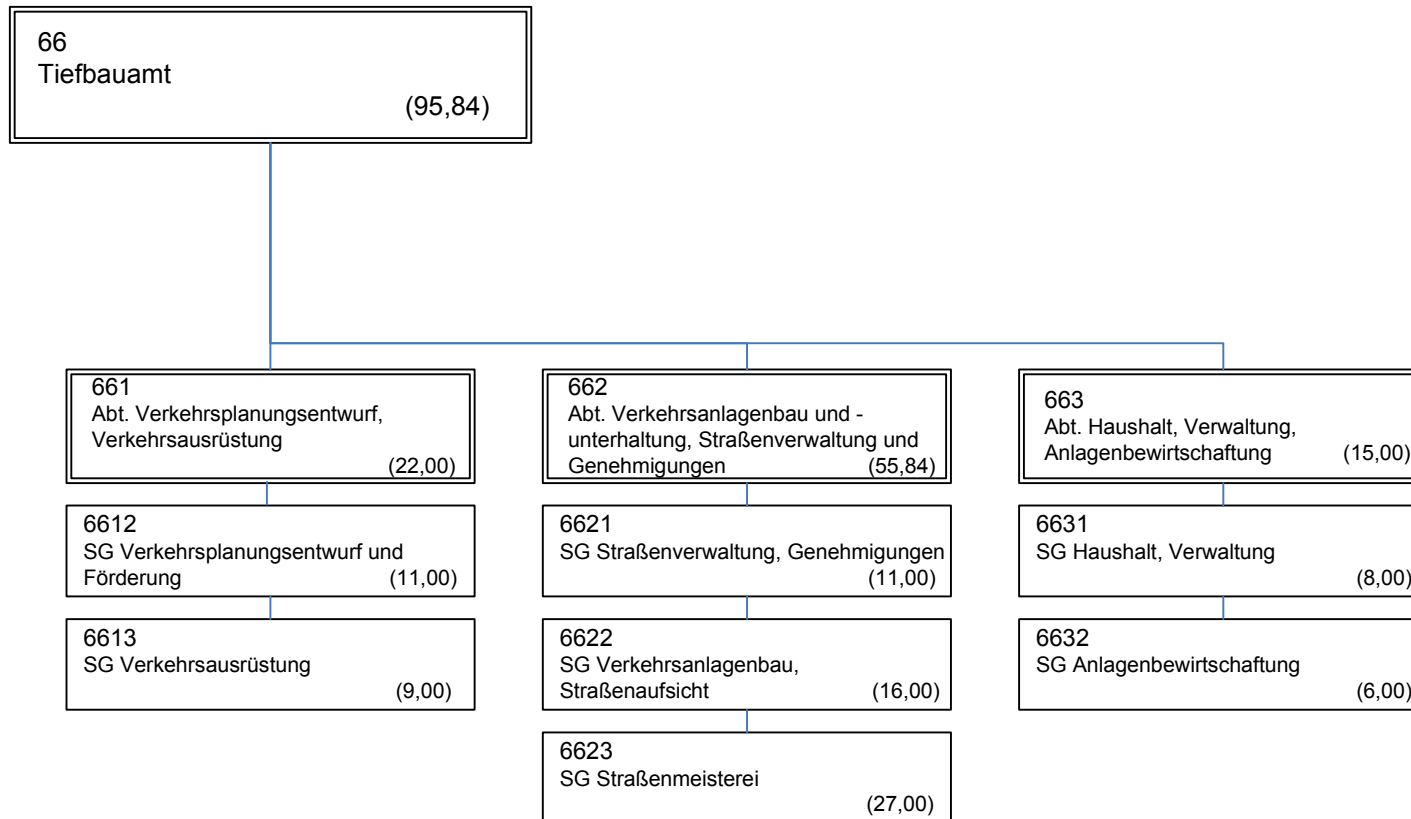 66
Tiefbauamt
(95,84)
661
Abt. Verkehrsplanungsentwurf,
Verkehrsausrüstung
(22,00)
6612
SG Verkehrsplanungsentwurf und
Förderung (11,00)
6613
SG Verkehrsausrüstung
(9,00)
662
Abt. Verkehrsanlagenbau und -
unterhaltung, Straßenverwaltung und
Genehmigungen (55,84)
6621
SG Straßenverwaltung, Genehmigungen
(11,00)
6622
SG Verkehrsanlagenbau,
Straßenaufsicht (16,00)
6623
SG Straßenmeisterei
(27,00)
663
Abt. Haushalt, Verwaltung,
Anlagenbewirtschaftung (15,00)
6631
SG Haushalt, Verwaltung
(8,00)
6632
SG Anlagenbewirtschaftung
(6,00)